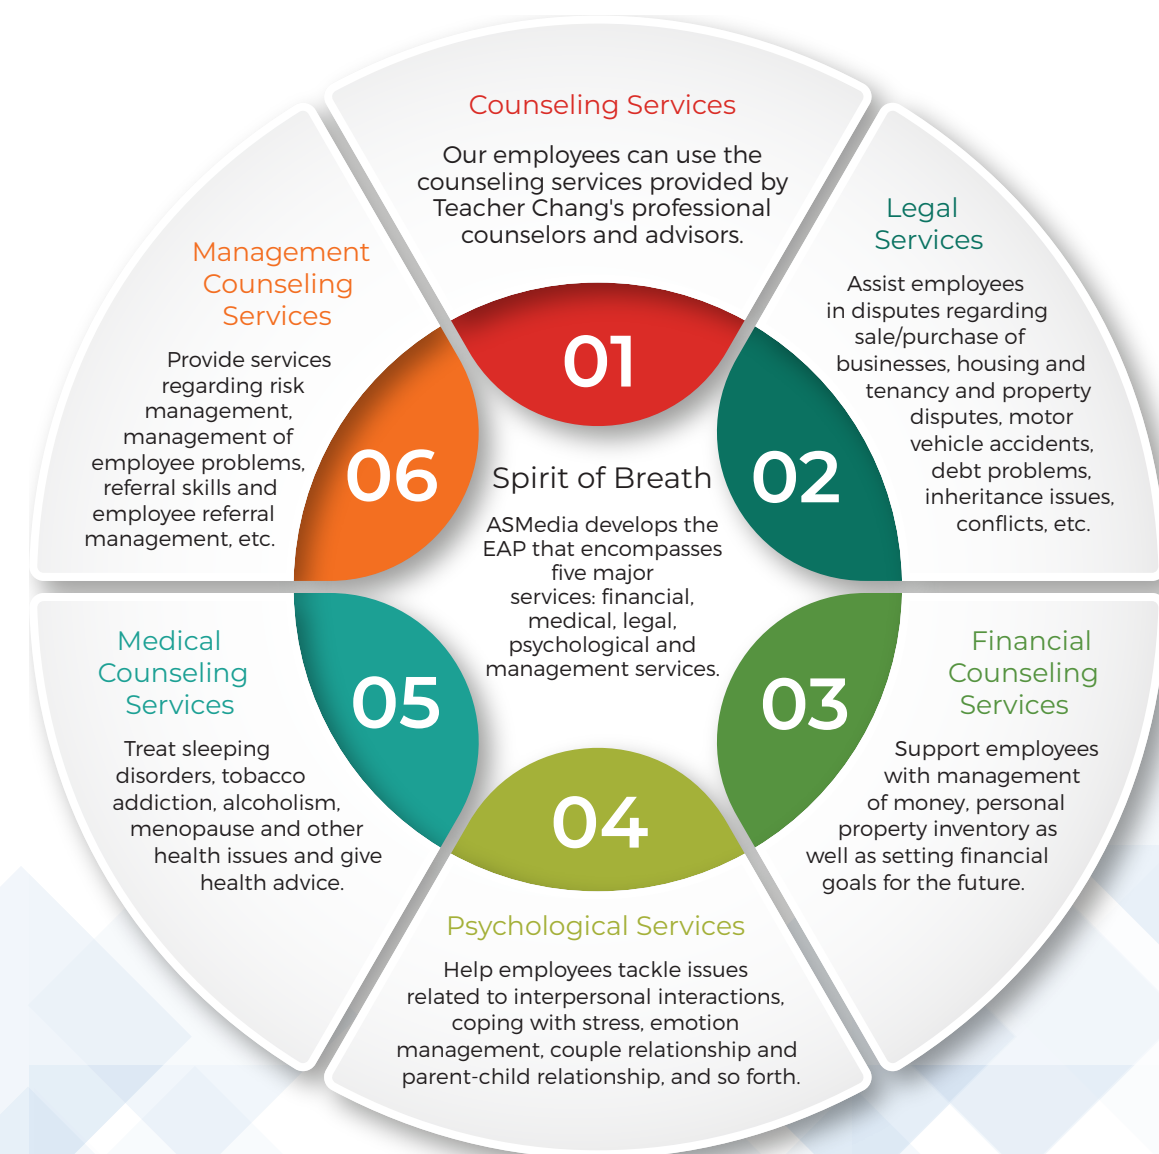 Counseling Services
Our employees can use the
counseling services provided by
Teacher Chang's professional
counselors and advisors.
01
Legal
Services
Assist employees
in disputes regarding
sale/purchase of
businesses, housing and
tenancy and property
disputes, motor
vehicle accidents,
debt problems,
inheritance issues,
conflicts, etc.
02
Financial
Counseling
Services
Support employees
with management
of money, personal
property inventory as
well as setting financial
goals for the future.
03
Psychological Services
Help employees tackle issues
related to interpersonal interactions,
coping with stress, emotion
management, couple relationship and
parent-child relationship, and so forth.
04
Medical
Counseling
Services
Treat sleeping
disorders, tobacco
addiction, alcoholism,
menopause and other
health issues and give
health advice.
05
Management
Counseling
Services
Provide services
regarding risk
management,
management of
employee problems,
referral skills and
employee referral
management, etc.
06
Spirit of Breath
ASMedia develops the
EAP that encompasses
five major
services: financial,
medical, legal,
psychological and
management services.